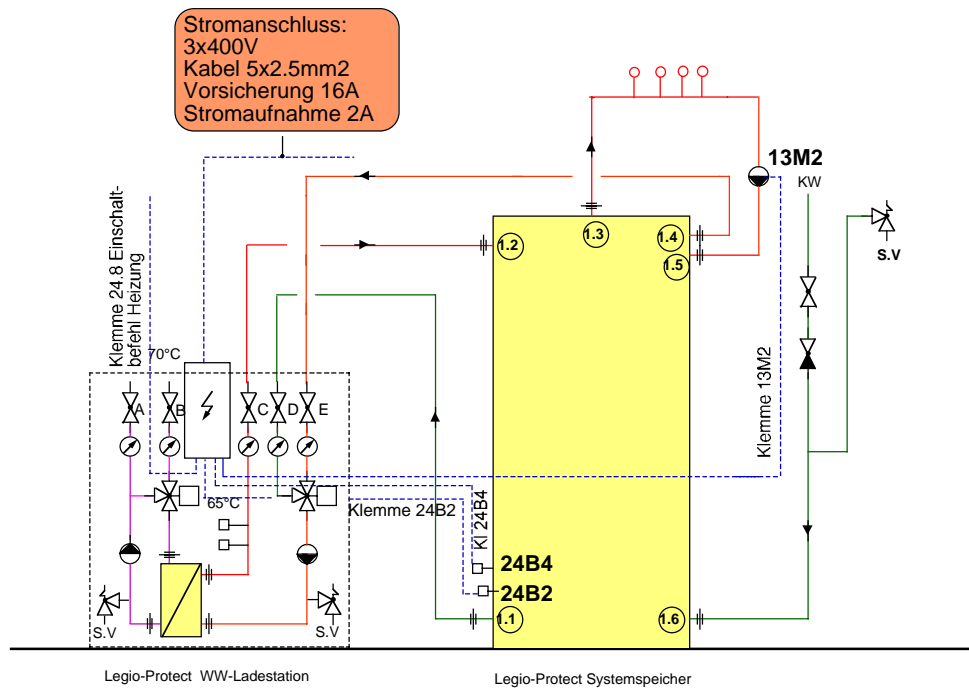 Stromanschluss:
3x400V
Kabel 5x2.5mm2
Vorsicherung 16A
Stromaufnahme 2A
13M2
KW
S.V
1.2
1.3
1.4
1.5
Klemme 24.8 Einschalt-
befehl Heizung
70°C
A
B
C
D
E
Klemme 13M2
65°C
Klemme 24B2
Kl 24B4
24B4
24B2
1.1
1.6
S.V
S.V
Legio-Protect WW-Ladestation
Legio-Protect Systemspeicher